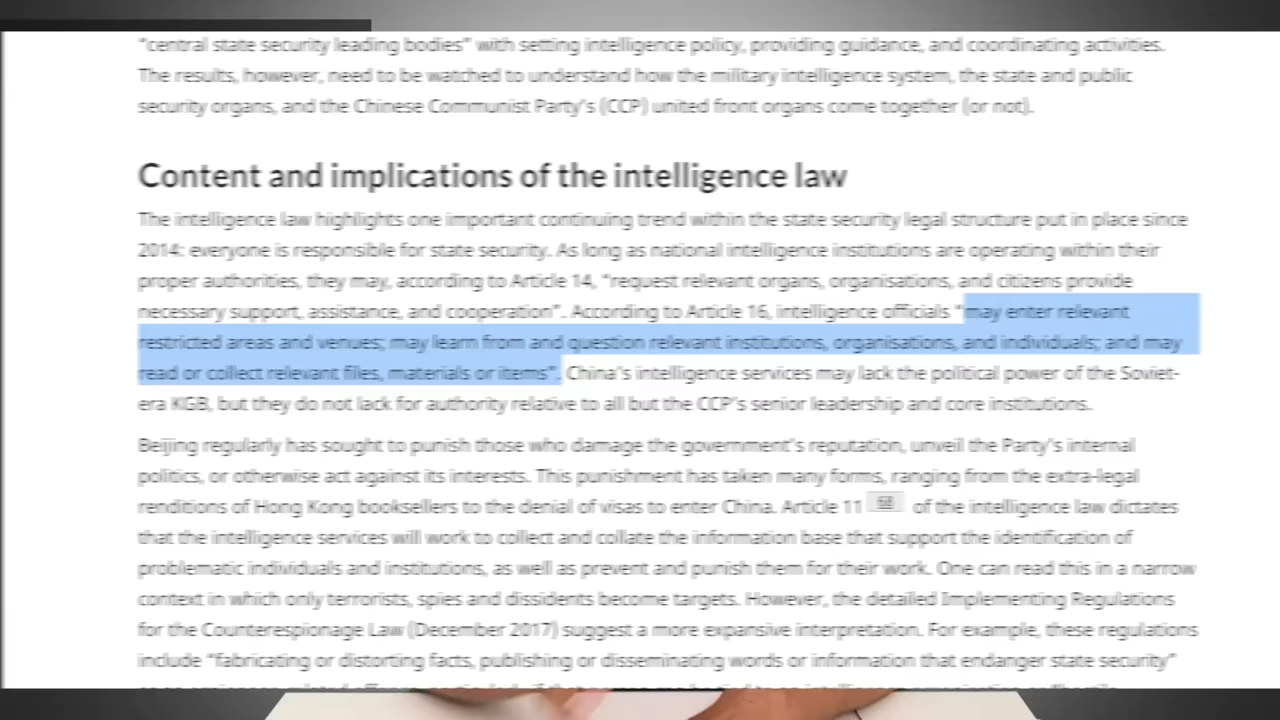 "central state security leading bodies" with setting intelligence policy, providing guidance, and coordinating activities.
The results, however, need to be watched to understand how the military intelligence system, the state and public
security organs, and the Chinese Communist Party's (CCP) united front organs come together (or not).
Content and implications of the intelligence law
The intelligence law highlights one important continuing trend within the state security legal structure put in place since
2014: everyone is responsible for state security. As long as national intelligence institutions are operating within their
proper authorities, they may, according to Article 14, "request relevant organs, organisations, and citizens provide
necessary support, assistance, and cooperation". According to Article 16, intelligence officials "may enter relevant
restricted areas and venues; may learn from and question relevant institutions, organisations, and individuals; and may
read or collect relevant files, materials or items". China's intelligence services may lack the political power of the Soviet-
era KGB, but they do not lack for authority relative to all but the CCP's senior leadership and core institutions.
Beijing regularly has sought to punish those who damage the government's reputation, unveil the Party's internal
politics, or otherwise act against its interests. This punishment has taken many forms, ranging from the extra-legal
renditions of Hong Kong booksellers to the denial of visas to enter China. Article 11 of the intelligence law dictates
that the intelligence services will work to collect and collate the information base that support the identification of
problematic individuals and institutions, as well as prevent and punish them for their work. One can read this in a narrow
context in which only terrorists, spies and dissidents become targets. However, the detailed Implementing Regulations
for the Counterespionage Law (December 2017) suggest a more expansive interpretation. For example, these regulations
include "fabricating or distorting facts, publishing or disseminating words or information that endanger state security"